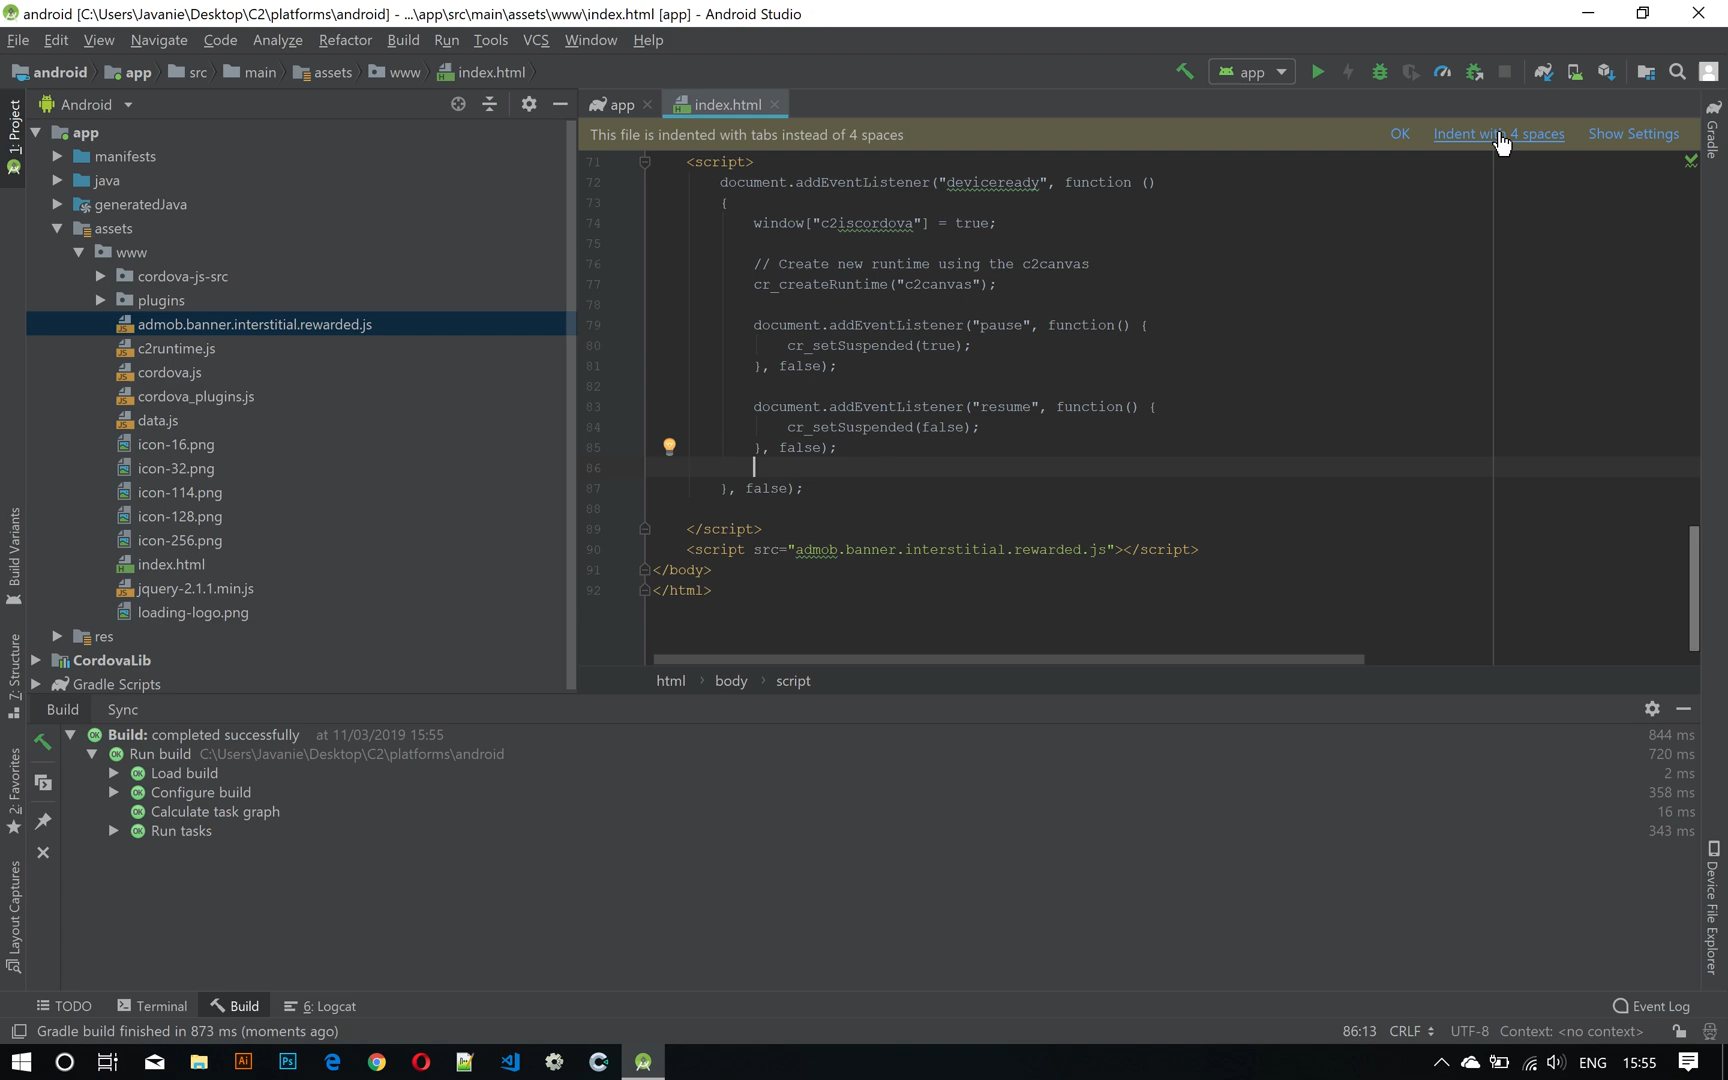 android [C:\Users\Javanie\Desktop\C2\platforms\android] - ...\app\src\main\assets\www\index.html [app] - Android Studio
File Edit View Navigate Code Analyze Refactor Build Run Tools VCS Window Help
android app src main assets www index.html
app
1: Project
Android
app
index.html
This file is indented with tabs instead of 4 spaces
OK Indent with 4 spaces Show Settings
Gradle
app
manifests
java
generatedJava
assets
www
cordova-js-src
plugins
admob.banner.interstitial.rewarded.js
c2runtime.js
cordova.js
cordova_plugins.js
data.js
icon-16.png
icon-32.png
icon-114.png
icon-128.png
icon-256.png
index.html
jquery-2.1.1.min.js
loading-logo.png
res
CordovaLib
Gradle Scripts
71 <script>
72 document.addEventListener("deviceready", function ()
73 {
74 window["c2iscordova"] = true;
75
76 // Create new runtime using the c2canvas
77 cr_createRuntime("c2canvas");
78
79 document.addEventListener("pause", function() {
80 cr_setSuspended(true);
81 }, false);
82
83 document.addEventListener("resume", function() {
84 cr_setSuspended(false);
85 }, false);
86
87 }, false);
88
89 </script>
90 <script src="admob.banner.interstitial.rewarded.js"></script>
91 </body>
92 </html>
html body script
Build Variants
7: Structure
2: Favorites
Layout Captures
Device File Explorer
Build Sync
Build: completed successfully at 11/03/2019 15:55 844 ms
Run build C:\Users\Javanie\Desktop\C2\platforms\android 720 ms
Load build 2 ms
Configure build 358 ms
Calculate task graph 16 ms
Run tasks 343 ms
TODO Terminal Build 6: Logcat Event Log
Gradle build finished in 873 ms (moments ago) 86:13 CRLF UTF-8 Context: <no context>
Ai Ps ENG 15:55